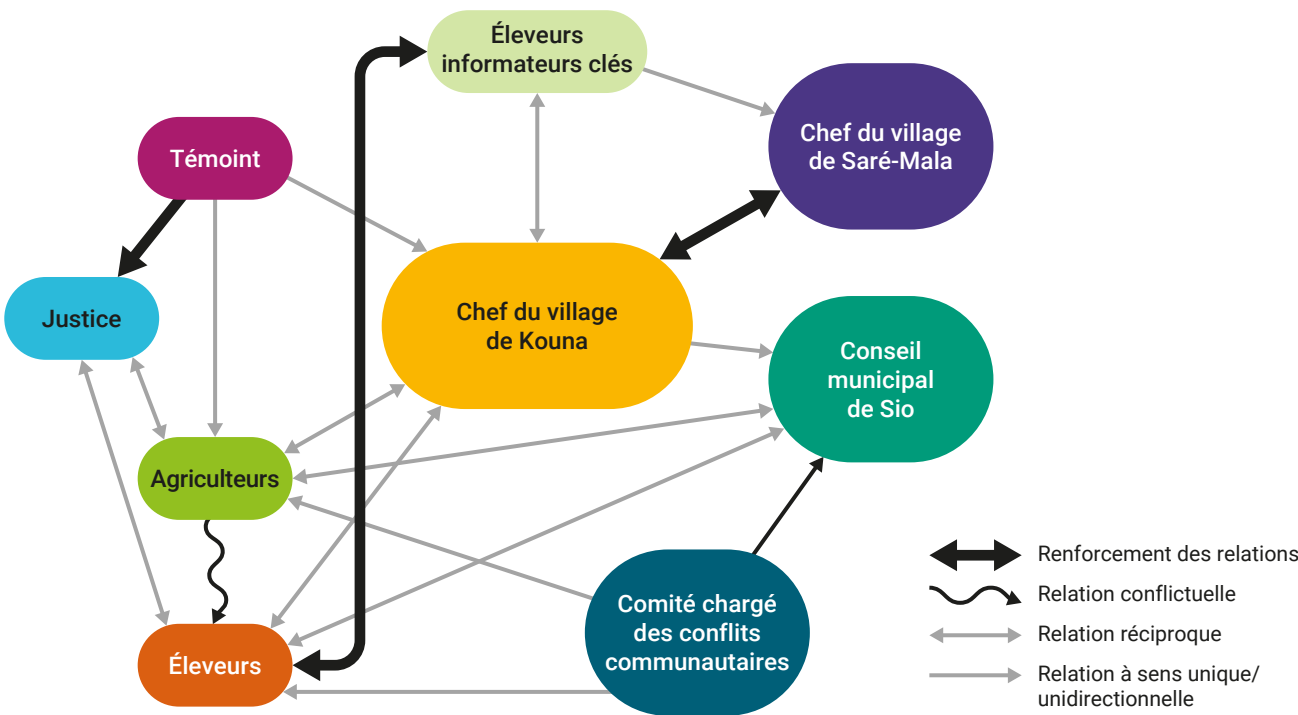 Éleveurs
informateurs clés
Chef du village
de Saré-Mala
Témoint
Justice
Chef du village
de Kouna
Conseil
municipal
de Sio
Agriculteurs
Éleveurs
Comité chargé
des conflits
communautaires
Renforcement des relations
Relation conflictuelle
Relation réciproque
Relation à sens unique/
unidirectionnelle